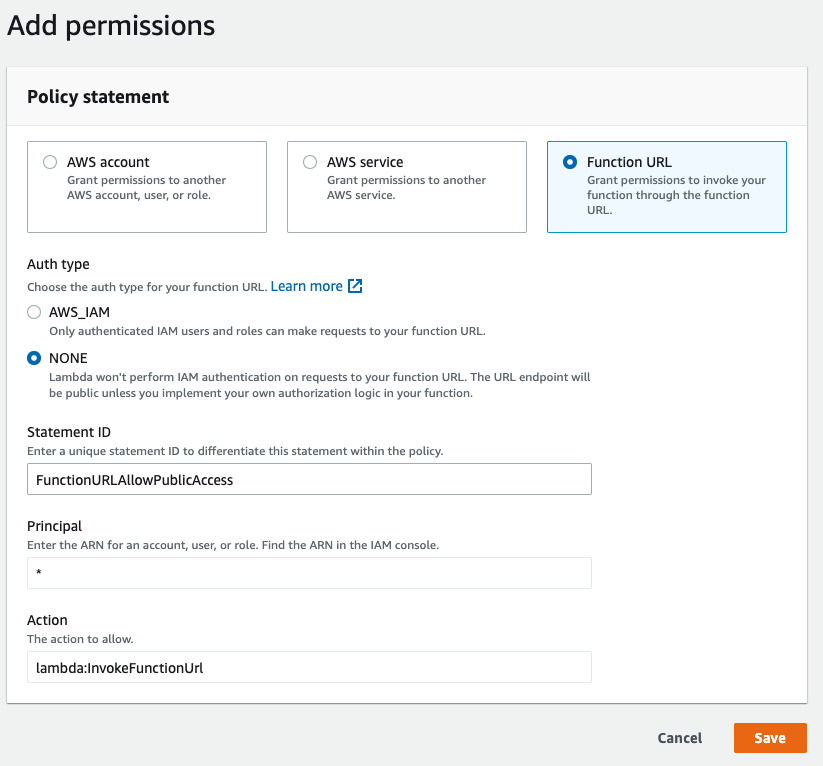 Add permissions
Policy statement
AWS account
Grant permissions to another
AWS account, user, or role.
AWS service
Grant permissions to another
AWS service.
Function URL
Grant permissions to invoke your
function through the function
URL.
Auth type
Choose the auth type for your function URL. Learn more
AWS_IAM
Only authenticated IAM users and roles can make requests to your function URL.
NONE
Lambda won't perform IAM authentication on requests to your function URL. The URL endpoint will
be public unless you implement your own authorization logic in your function.
Statement ID
Enter a unique statement ID to differentiate this statement within the policy.
FunctionURLAllowPublicAccess
Principal
Enter the ARN for an account, user, or role. Find the ARN in the IAM console.
*
Action
The action to allow.
lambda:InvokeFunctionUrl
Cancel
Save